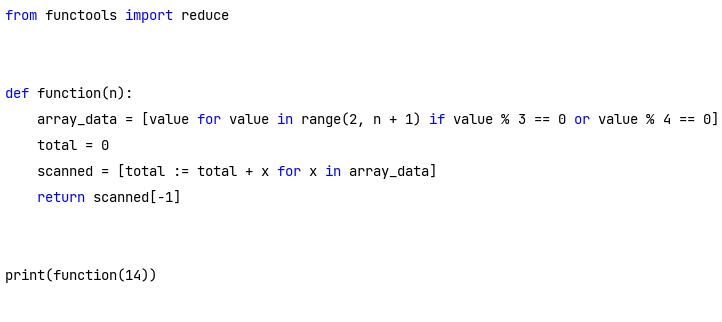 from functools import reduce
def function(n):
    array_data = [value for value in range(2, n + 1) if value % 3 == 0 or value % 4 == 0]
    total = 0
    scanned = [total := total + x for x in array_data]
    return scanned[-1]
print(function(14))